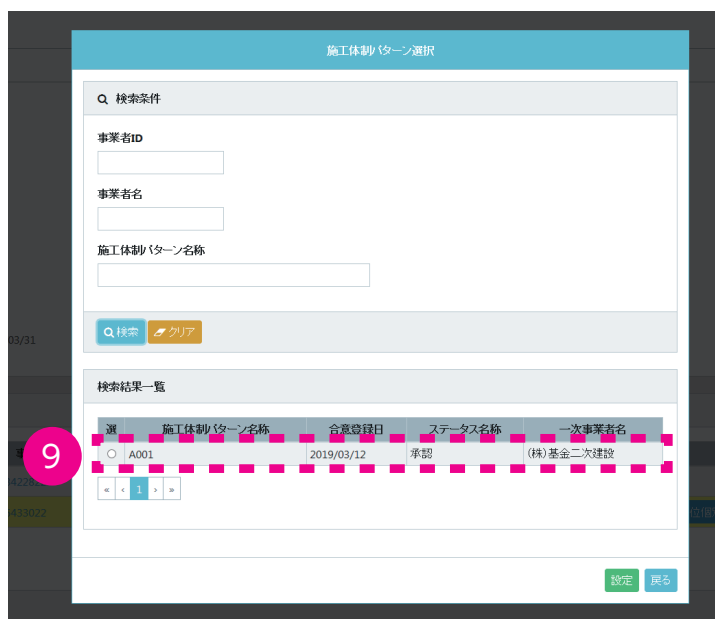 施工体制パターン選択
検索条件
事業者ID
事業者名
施工体制パターン名称
検索 クリア
03/31
検索結果一覧
選 施工体制パターン名称 合意登録日 ステータス名称 一次事業者名
9
A001 2019/03/12 承認 (株)基金二次建設
« ‹ 1 › »
433022
設定 戻る